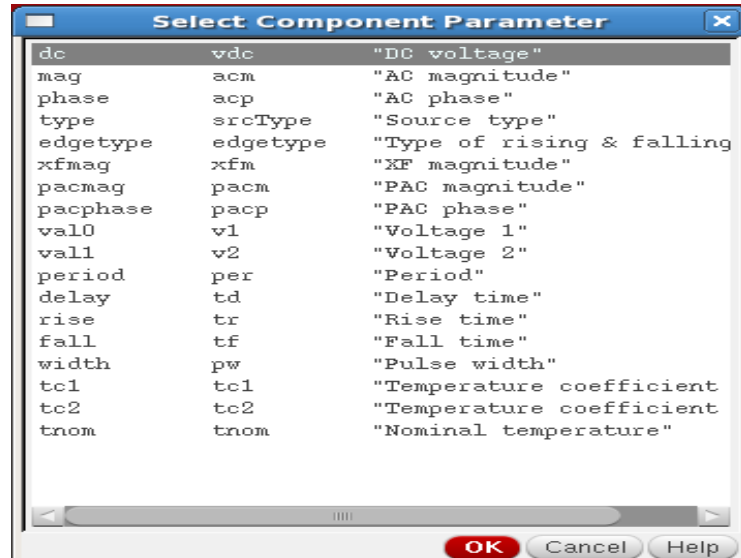 Select Component Parameter
dc vdc "DC voltage"
mag acm "AC magnitude"
phase acp "AC phase"
type srcType "Source type"
edgetype edgetype "Type of rising & falling
xfmag xfm "XF magnitude"
pacmag pacm "PAC magnitude"
pacphase pacp "PAC phase"
val0 v1 "Voltage 1"
val1 v2 "Voltage 2"
period per "Period"
delay td "Delay time"
rise tr "Rise time"
fall tf "Fall time"
width pw "Pulse width"
tc1 tc1 "Temperature coefficient
tc2 tc2 "Temperature coefficient
tnom tnom "Nominal temperature"
OK Cancel Help